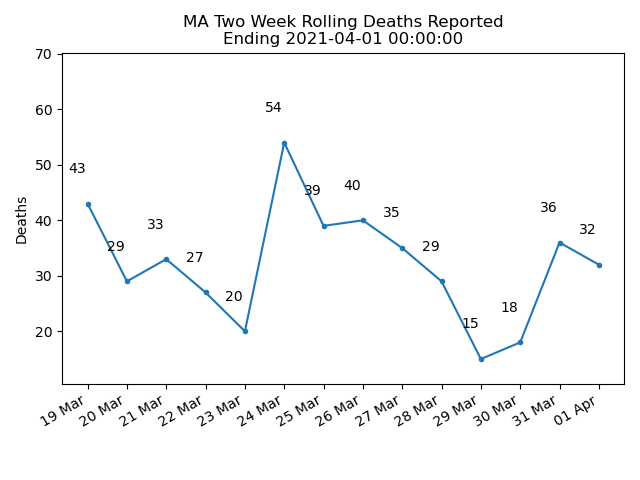 MA Two Week Rolling Deaths Reported
Ending 2021-04-01 00:00:00
70
60
50
40
30
20
Deaths
43
29
33
27
20
54
39
40
35
29
15
18
36
32
19 Mar
20 Mar
21 Mar
22 Mar
23 Mar
24 Mar
25 Mar
26 Mar
27 Mar
28 Mar
29 Mar
30 Mar
31 Mar
01 Apr